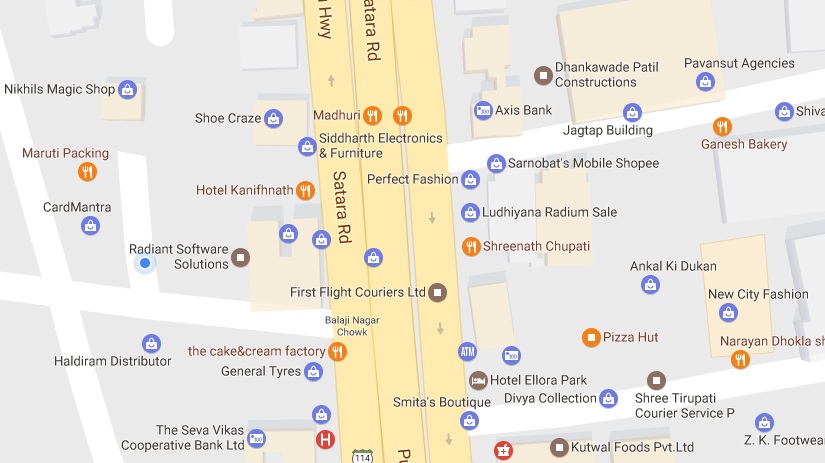 Hwy
Satara Rd
Dhankawade Patil
Constructions
Pavansut Agencies
Nikhils Magic Shop
Shoe Craze
Madhuri
Axis Bank
Jagtap Building
Shiva
Siddharth Electronics
& Furniture
Ganesh Bakery
Maruti Packing
Sarnobat's Mobile Shopee
Hotel Kanifhnath
Perfect Fashion
Satara Rd
CardMantra
Ludhiyana Radium Sale
Radiant Software
Solutions
Shreenath Chupati
Ankal Ki Dukan
First Flight Couriers Ltd
New City Fashion
Balaji Nagar
Chowk
Pizza Hut
Narayan Dhokla sh
Haldiram Distributor
the cake&cream factory
ATM
General Tyres
Hotel Ellora Park
Smita's Boutique
Divya Collection
Shree Tirupati
Courier Service P
The Seva Vikas
Cooperative Bank Ltd
H
Z. K. Footwea
Kutwal Foods Pvt.Ltd
114
Pu